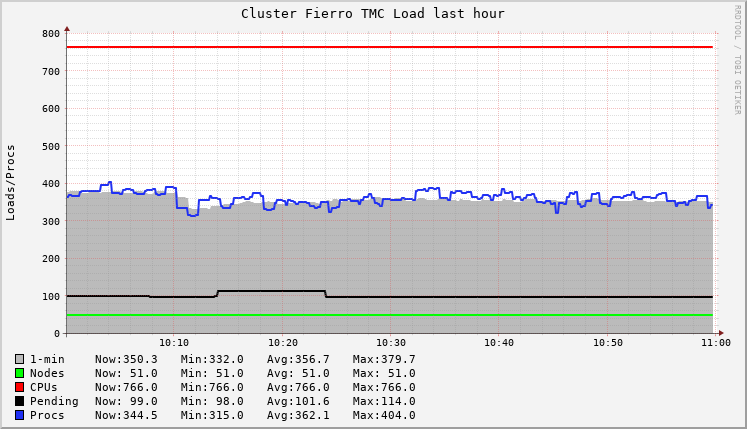 Cluster Fierro TMC Load last hour
RRDTOOL / TOBI OETIKER
Loads/Procs
800
700
600
500
400
300
200
100
0
10:10 10:20 10:30 10:40 10:50 11:00
1-min Now:350.3 Min:332.0 Avg:356.7 Max:379.7
Nodes Now: 51.0 Min: 51.0 Avg: 51.0 Max: 51.0
CPUs Now:766.0 Min:766.0 Avg:766.0 Max:766.0
Pending Now: 99.0 Min: 98.0 Avg:101.6 Max:114.0
Procs Now:344.5 Min:315.0 Avg:362.1 Max:404.0